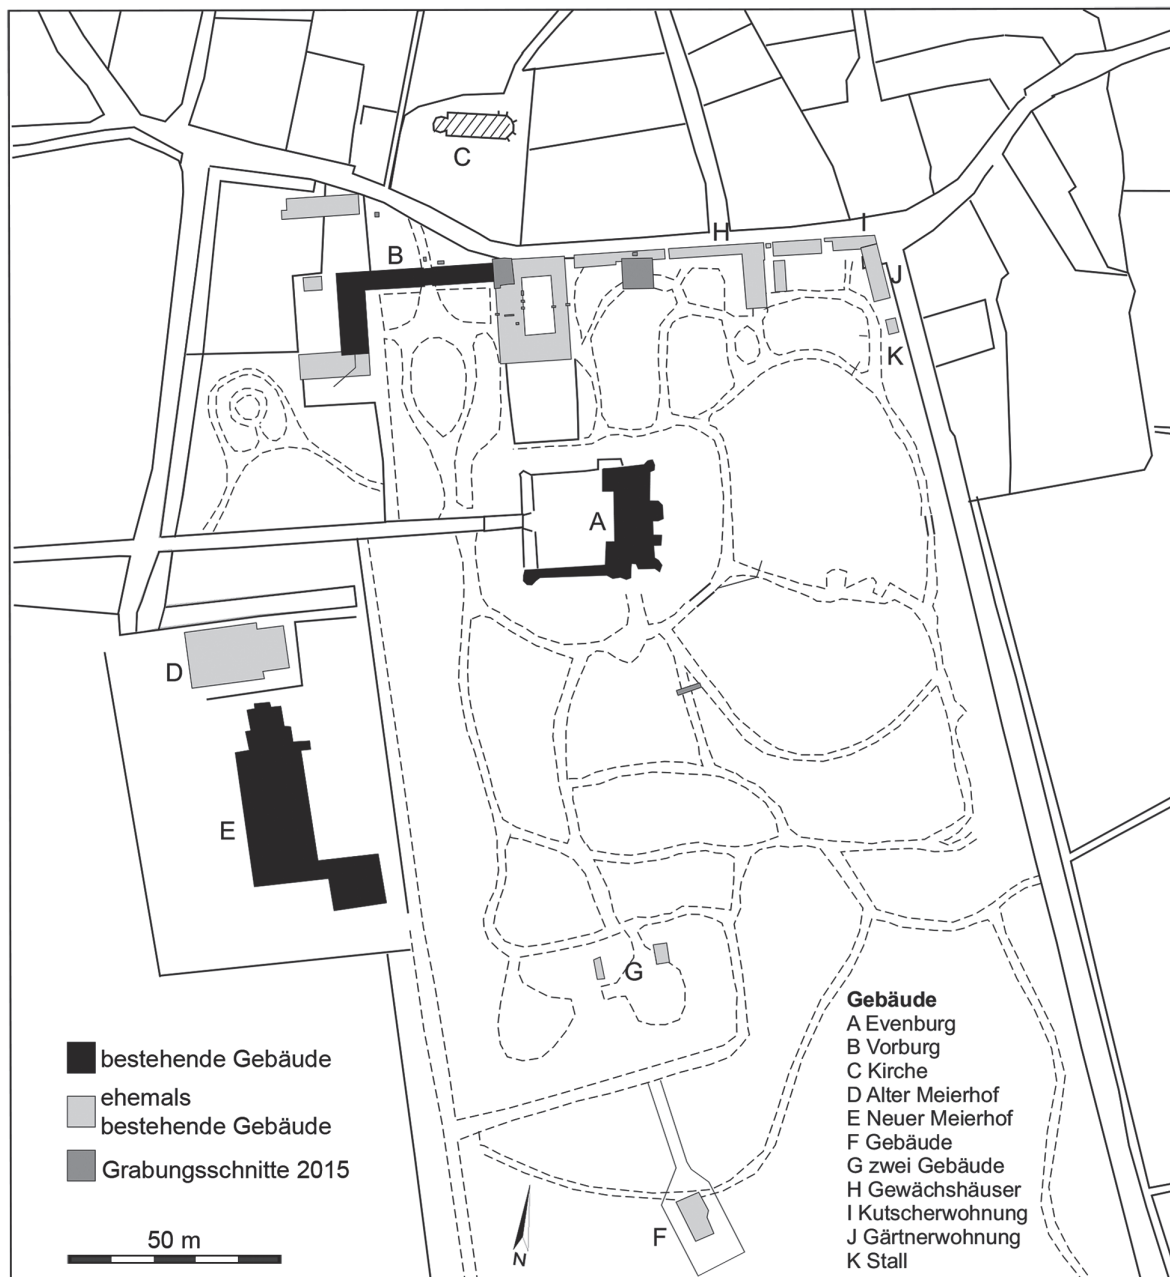 C
I
H
B
J
K
A
D
E
G
F
bestehende Gebäude
ehemals
bestehende Gebäude
Grabungsschnitte 2015
50 m
N
Gebäude
A Evenburg
B Vorburg
C Kirche
D Alter Meierhof
E Neuer Meierhof
F Gebäude
G zwei Gebäude
H Gewächshäuser
I Kutscherwohnung
J Gärtnerwohnung
K Stall